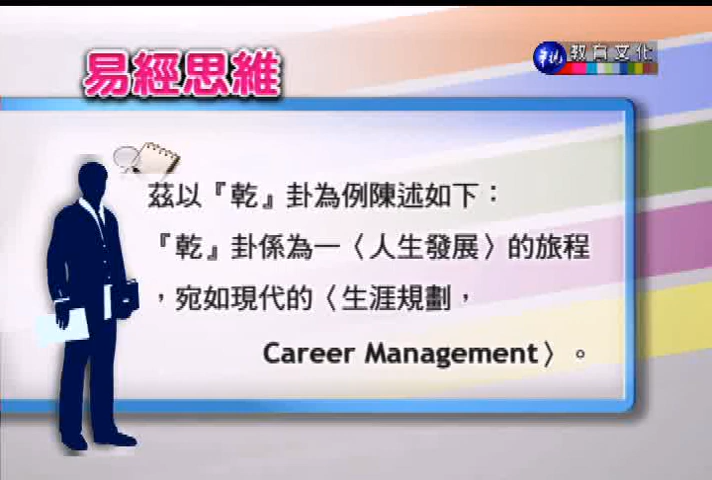 易經思維
華視 教育文化
茲以『乾』卦為例陳述如下：
『乾』卦係為一〈人生發展〉的旅程
，宛如現代的〈生涯規劃，
Career Management〉。